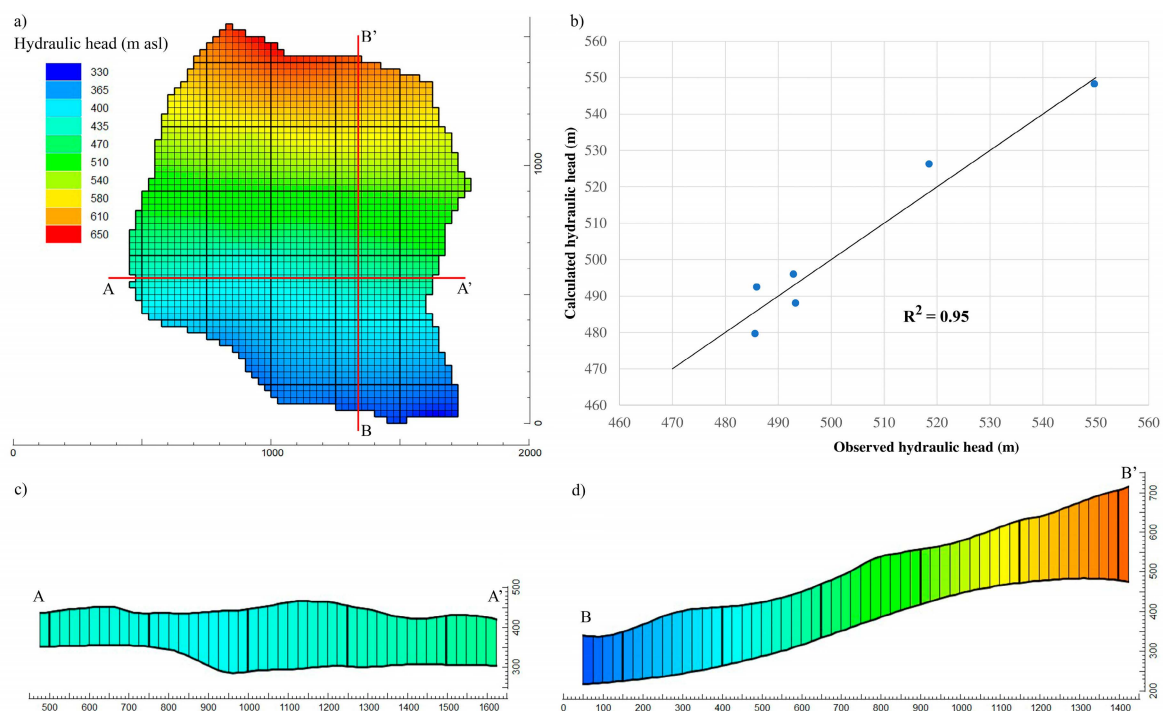 a)
Hydraulic head (m asl)
330
365
400
435
470
510
540
580
610
650
B'
A
A'
B
1000
0
0
1000
2000
b)
560
550
540
530
520
510
500
490
480
470
460
Calculated hydraulic head (m)
R² = 0.95
460 470 480 490 500 510 520 530 540 550 560
Observed hydraulic head (m)
c)
A
A'
500
400
300
500 600 700 800 900 1000 1100 1200 1300 1400 1500 1600
d)
B'
B
700
600
500
400
300
200
0 100 200 300 400 500 600 700 800 900 1000 1100 1200 1300 1400